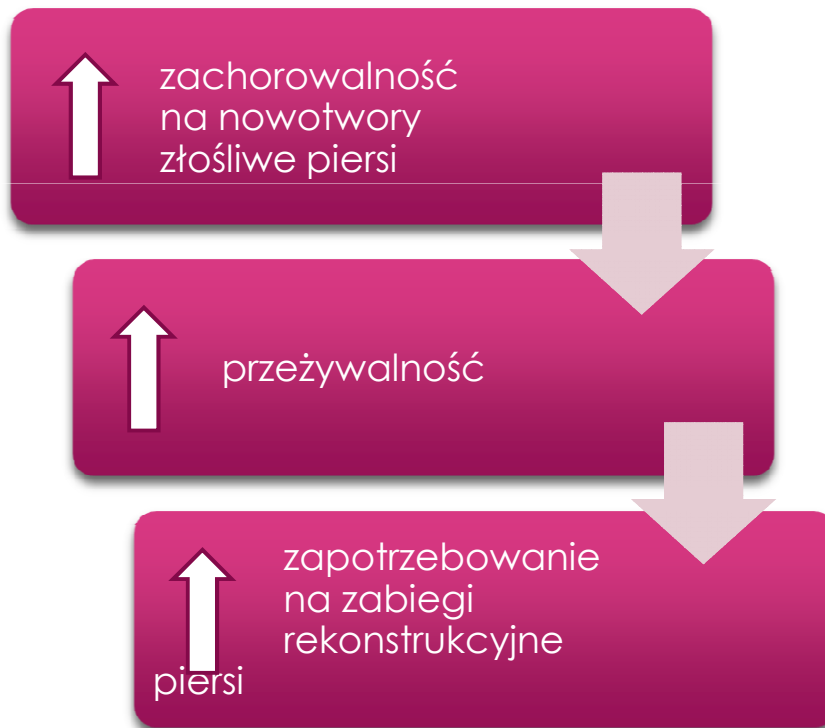 zachorowalność
na nowotwory
złośliwe piersi
przeżywalność
zapotrzebowanie
na zabiegi
rekonstrukcyjne
piersi